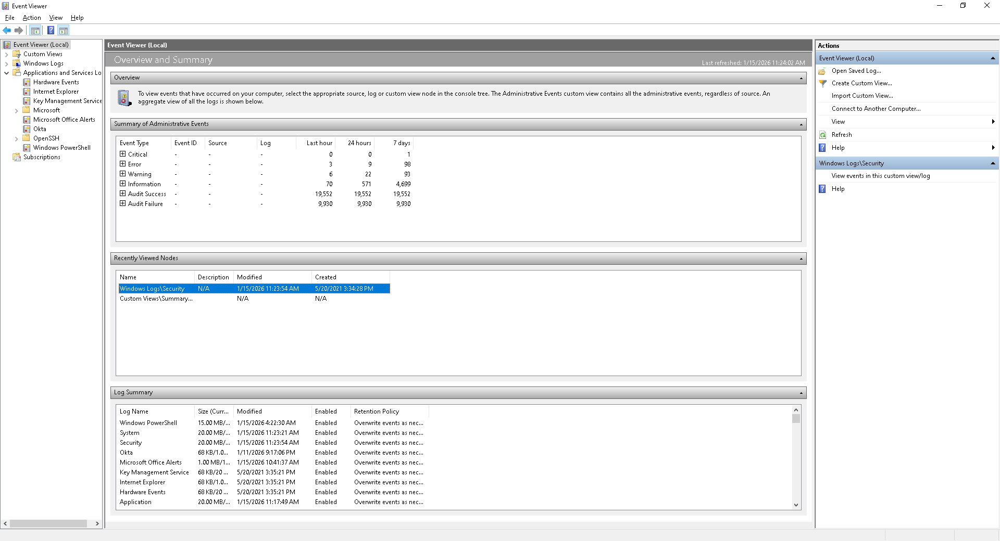 Event Viewer
File Action View Help
Event Viewer (Local)
Custom Views
Windows Logs
Applications and Services Lo
Hardware Events
Internet Explorer
Key Management Service
Microsoft
Microsoft Office Alerts
Okta
OpenSSH
Windows PowerShell
Subscriptions
Event Viewer (Local)
Overview and Summary
Last refreshed: 1/15/2026 11:24:02 AM
Overview
To view events that have occurred on your computer, select the appropriate source, log or custom view node in the console tree. The Administrative Events custom view contains all the administrative events, regardless of source. An
aggregate view of all the logs is shown below.
Summary of Administrative Events
Event Type Event ID Source Log Last hour 24 hours 7 days
Critical - - - 0 0 1
Error - - - 3 9 98
Warning - - - 6 22 93
Information - - - 70 571 4,699
Audit Success - - - 19,552 19,552 19,552
Audit Failure - - - 9,930 9,930 9,930
Recently Viewed Nodes
Name Description Modified Created
Windows Logs\Security N/A 1/15/2026 11:23:54 AM 5/20/2021 3:34:28 PM
Custom Views\Summary... N/A N/A
Log Summary
Log Name Size (Curr... Modified Enabled Retention Policy
Windows PowerShell 15.00 MB/... 1/15/2026 4:22:30 AM Enabled Overwrite events as nec...
System 20.00 MB/... 1/15/2026 11:23:21 AM Enabled Overwrite events as nec...
Security 20.00 MB/... 1/15/2026 11:23:54 AM Enabled Overwrite events as nec...
Okta 68 KB/1.0... 1/11/2026 9:17:06 PM Enabled Overwrite events as nec...
Microsoft Office Alerts 1.00 MB/1... 1/15/2026 10:41:37 AM Enabled Overwrite events as nec...
Key Management Service 68 KB/20 ... 5/20/2021 3:35:21 PM Enabled Overwrite events as nec...
Internet Explorer 68 KB/1.0... 5/20/2021 3:35:21 PM Enabled Overwrite events as nec...
Hardware Events 68 KB/20 ... 5/20/2021 3:35:21 PM Enabled Overwrite events as nec...
Application 20.00 MB/... 1/15/2026 11:17:49 AM Enabled Overwrite events as nec...
Actions
Event Viewer (Local)
Open Saved Log...
Create Custom View...
Import Custom View...
Connect to Another Computer...
View
Refresh
Help
Windows Logs\Security
View events in this custom view/log
Help